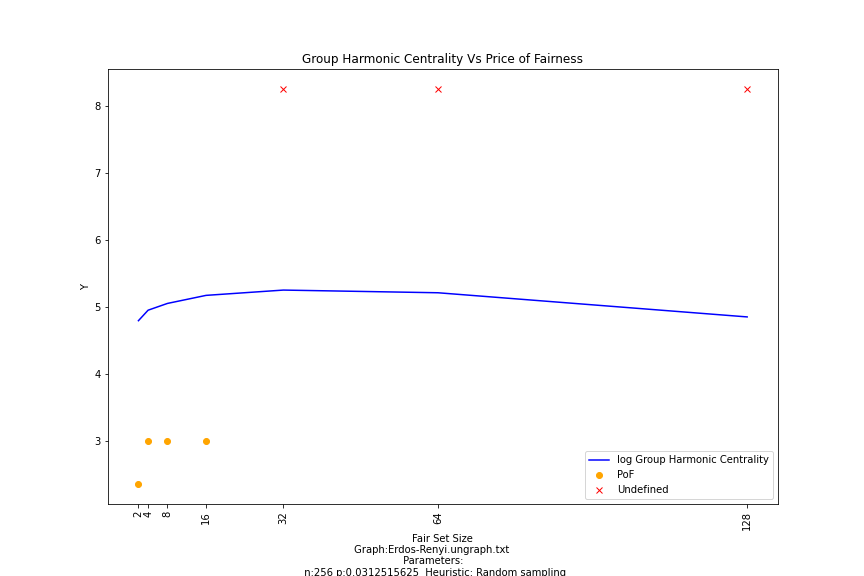 Group Harmonic Centrality Vs Price of Fairness
8
7
6
5
4
3
Y
log Group Harmonic Centrality
PoF
Undefined
2 4 8 16 32 64 128
Fair Set Size
Graph:Erdos-Renyi.ungraph.txt
Parameters:
n:256 p:0.0312515625 Heuristic: Random sampling